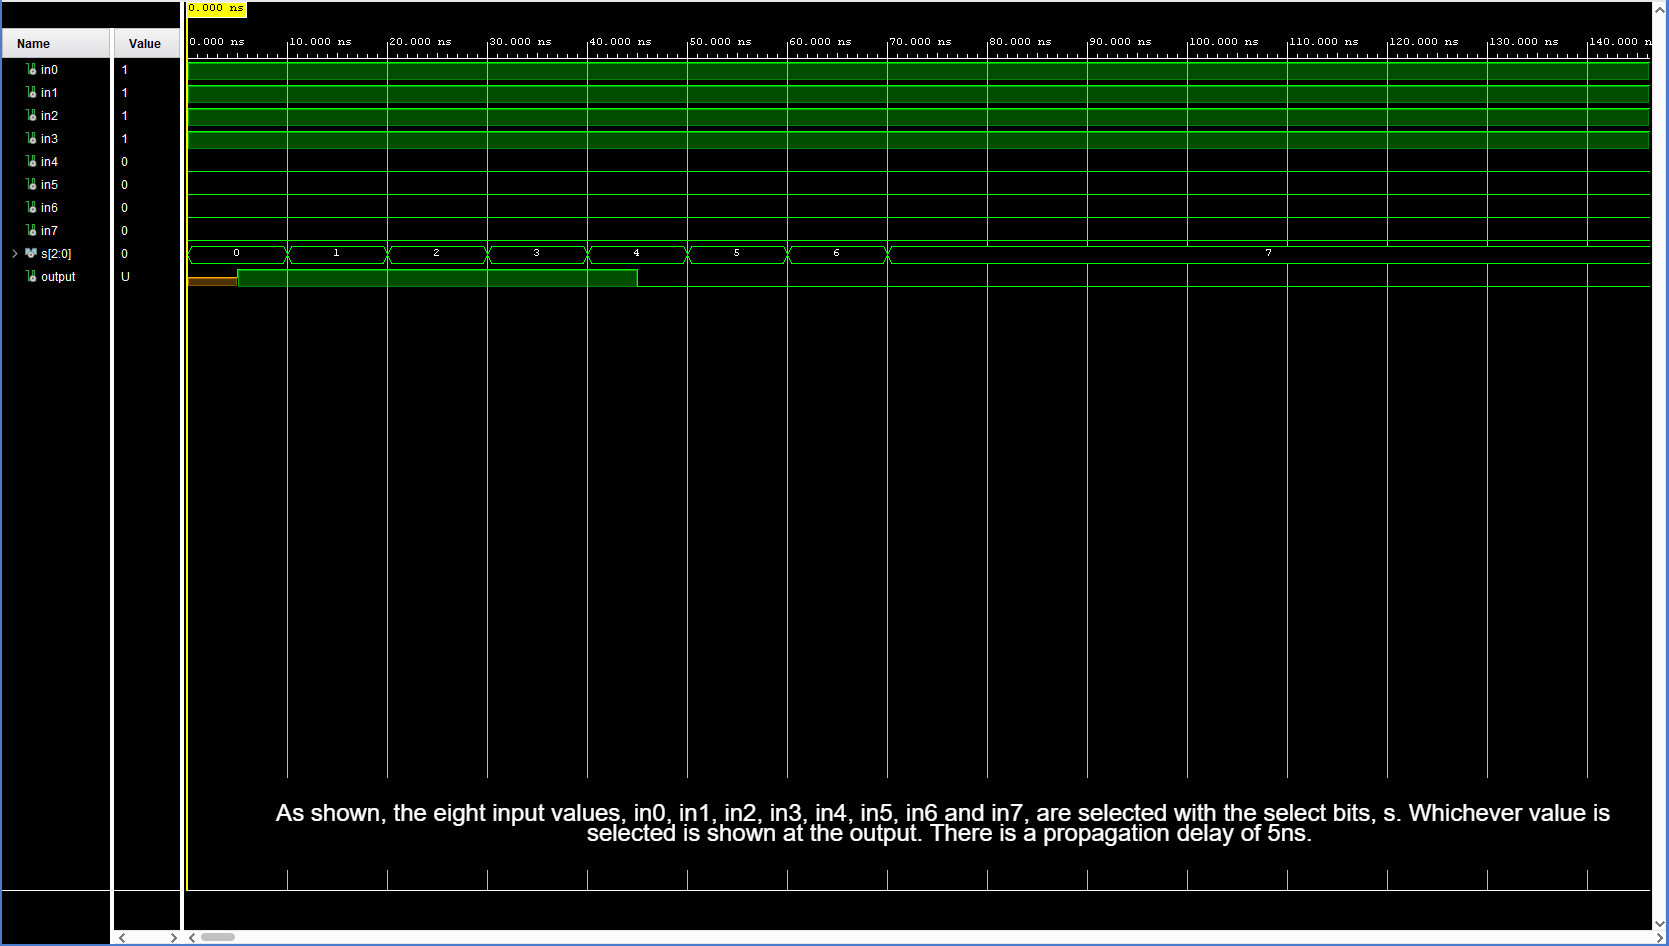 0.000 ns
Name Value
0.000 ns 10.000 ns 20.000 ns 30.000 ns 40.000 ns 50.000 ns 60.000 ns 70.000 ns 80.000 ns 90.000 ns 100.000 ns 110.000 ns 120.000 ns 130.000 ns 140.000 n
in0 1
in1 1
in2 1
in3 1
in4 0
in5 0
in6 0
in7 0
s[2:0] 0 0 1 2 3 4 5 6 7
output U
As shown, the eight input values, in0, in1, in2, in3, in4, in5, in6 and in7, are selected with the select bits, s. Whichever value is
selected is shown at the output. There is a propagation delay of 5ns.